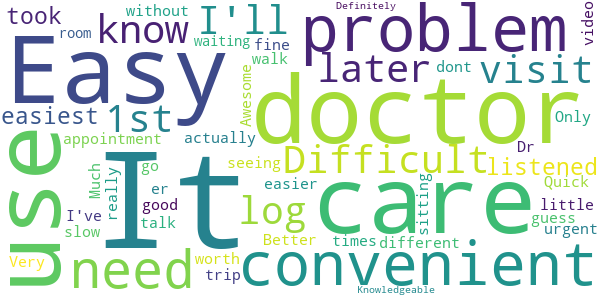 took
without
I'll
Definitely
problem
video
room
know
waiting
fine
walk
later
dont
visit
Easy
easiest
1st
Awesome
doctor
Only
appointment
actually
use
It
Much
really
go
er
seeing
Difficult
Dr
listened
easier
care
sitting
Quick
little
guess
urgent
I've
good
slow
talk
log
Better
times
different
Very
need
worth
trip
convenient
Knowledgeable